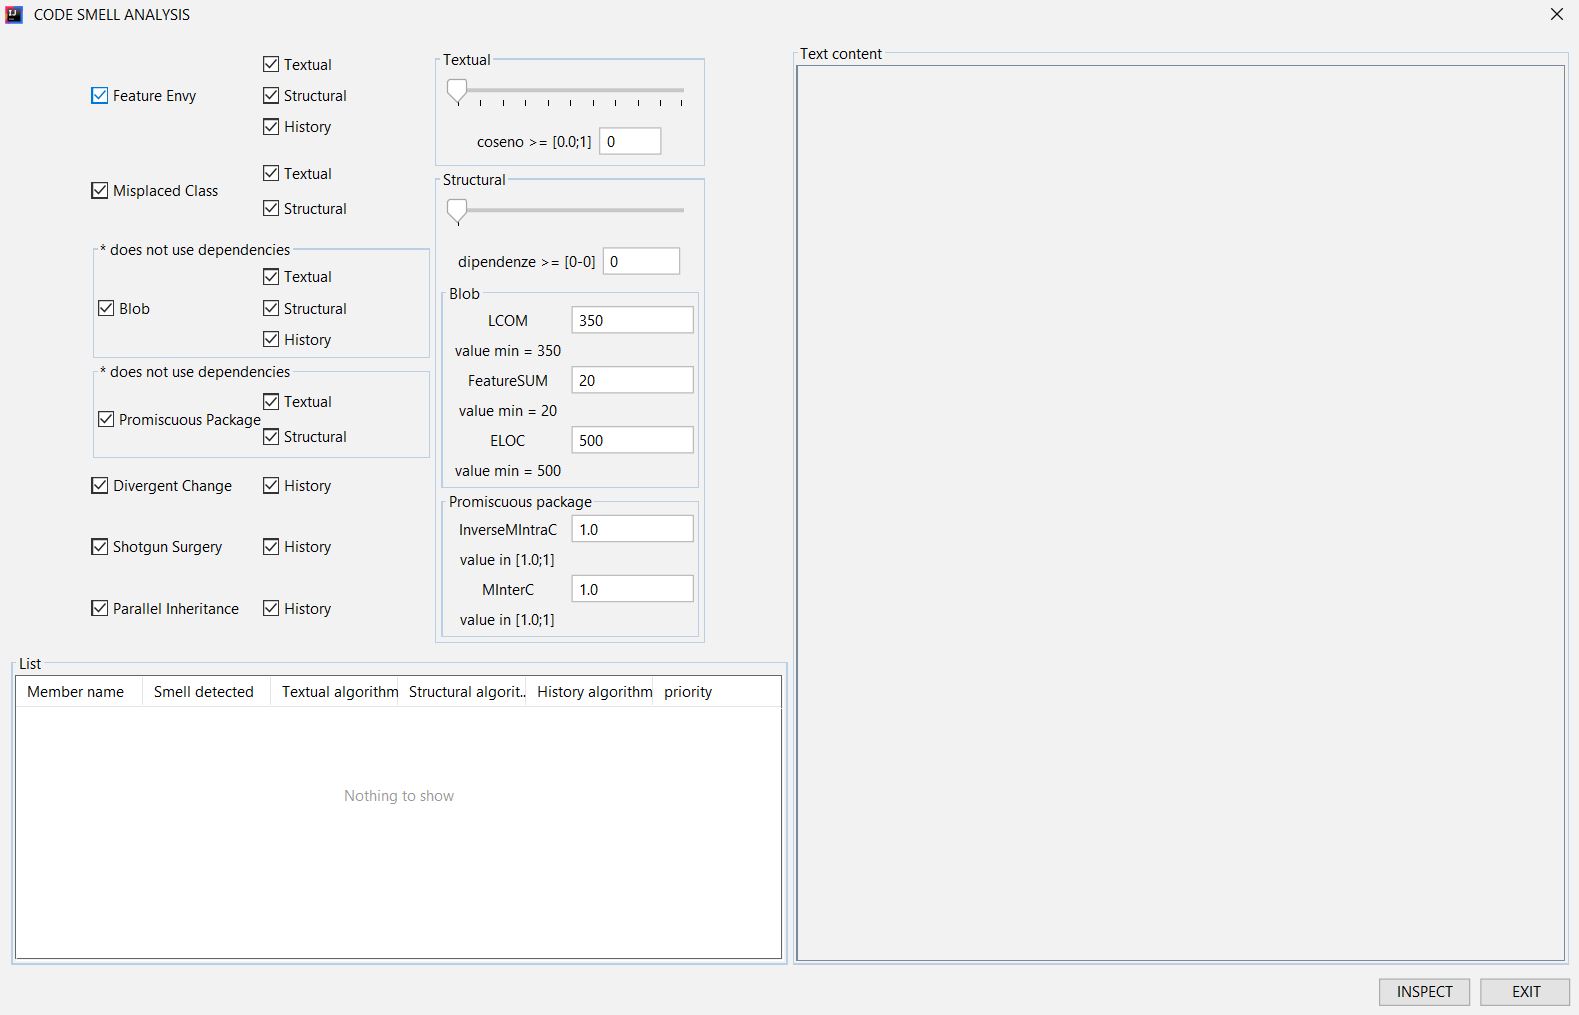 CODE SMELL ANALYSIS
Feature Envy
Textual
Structural
History
Misplaced Class
Textual
Structural
* does not use dependencies
Blob
Textual
Structural
History
* does not use dependencies
Promiscuous Package
Textual
Structural
Divergent Change
History
Shotgun Surgery
History
Parallel Inheritance
History
Textual
coseno >= [0.0;1] 0
Structural
dipendenze >= [0-0] 0
Blob
LCOM 350
value min = 350
FeatureSUM 20
value min = 20
ELOC 500
value min = 500
Promiscuous package
InverseMIntraC 1.0
value in [1.0;1]
MInterC 1.0
value in [1.0;1]
List
Member name Smell detected Textual algorithm Structural algorit.. History algorithm priority
Nothing to show
Text content
INSPECT EXIT